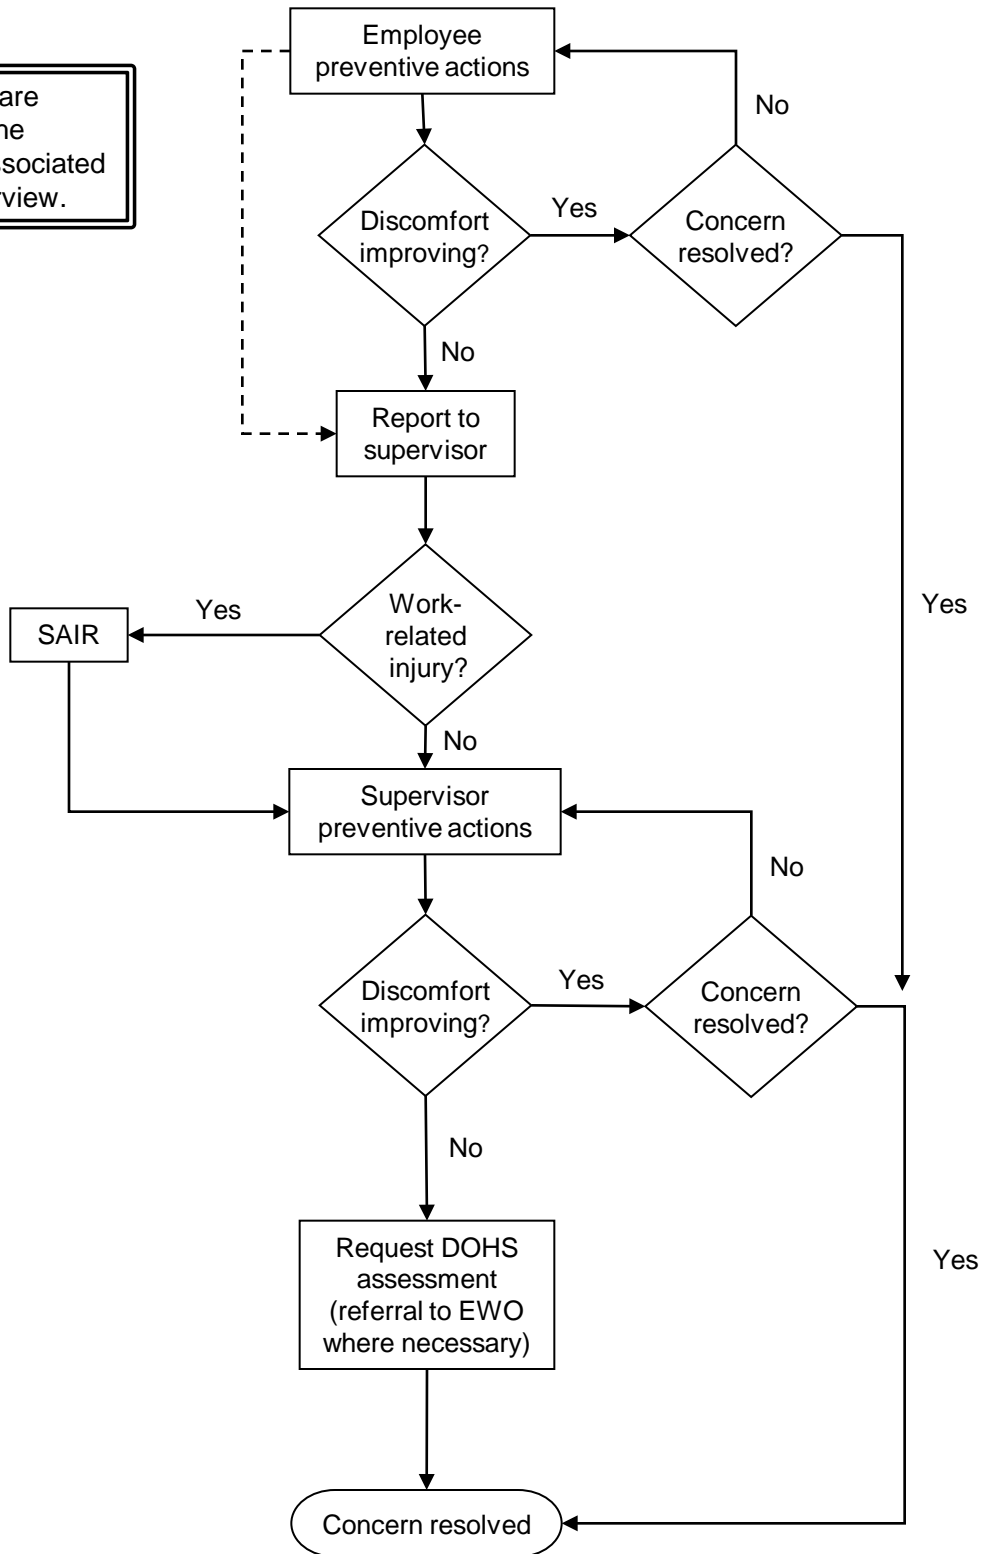 Employee
preventive actions
are
ne
ssociated
rview.
No
Discomfort
improving?
Yes
Concern
resolved?
No
Report to
supervisor
Yes
Work-
related
injury?
Yes
SAIR
No
Supervisor
preventive actions
No
Discomfort
improving?
Yes
Concern
resolved?
No
Request DOHS
assessment
(referral to EWO
where necessary)
Yes
Concern resolved